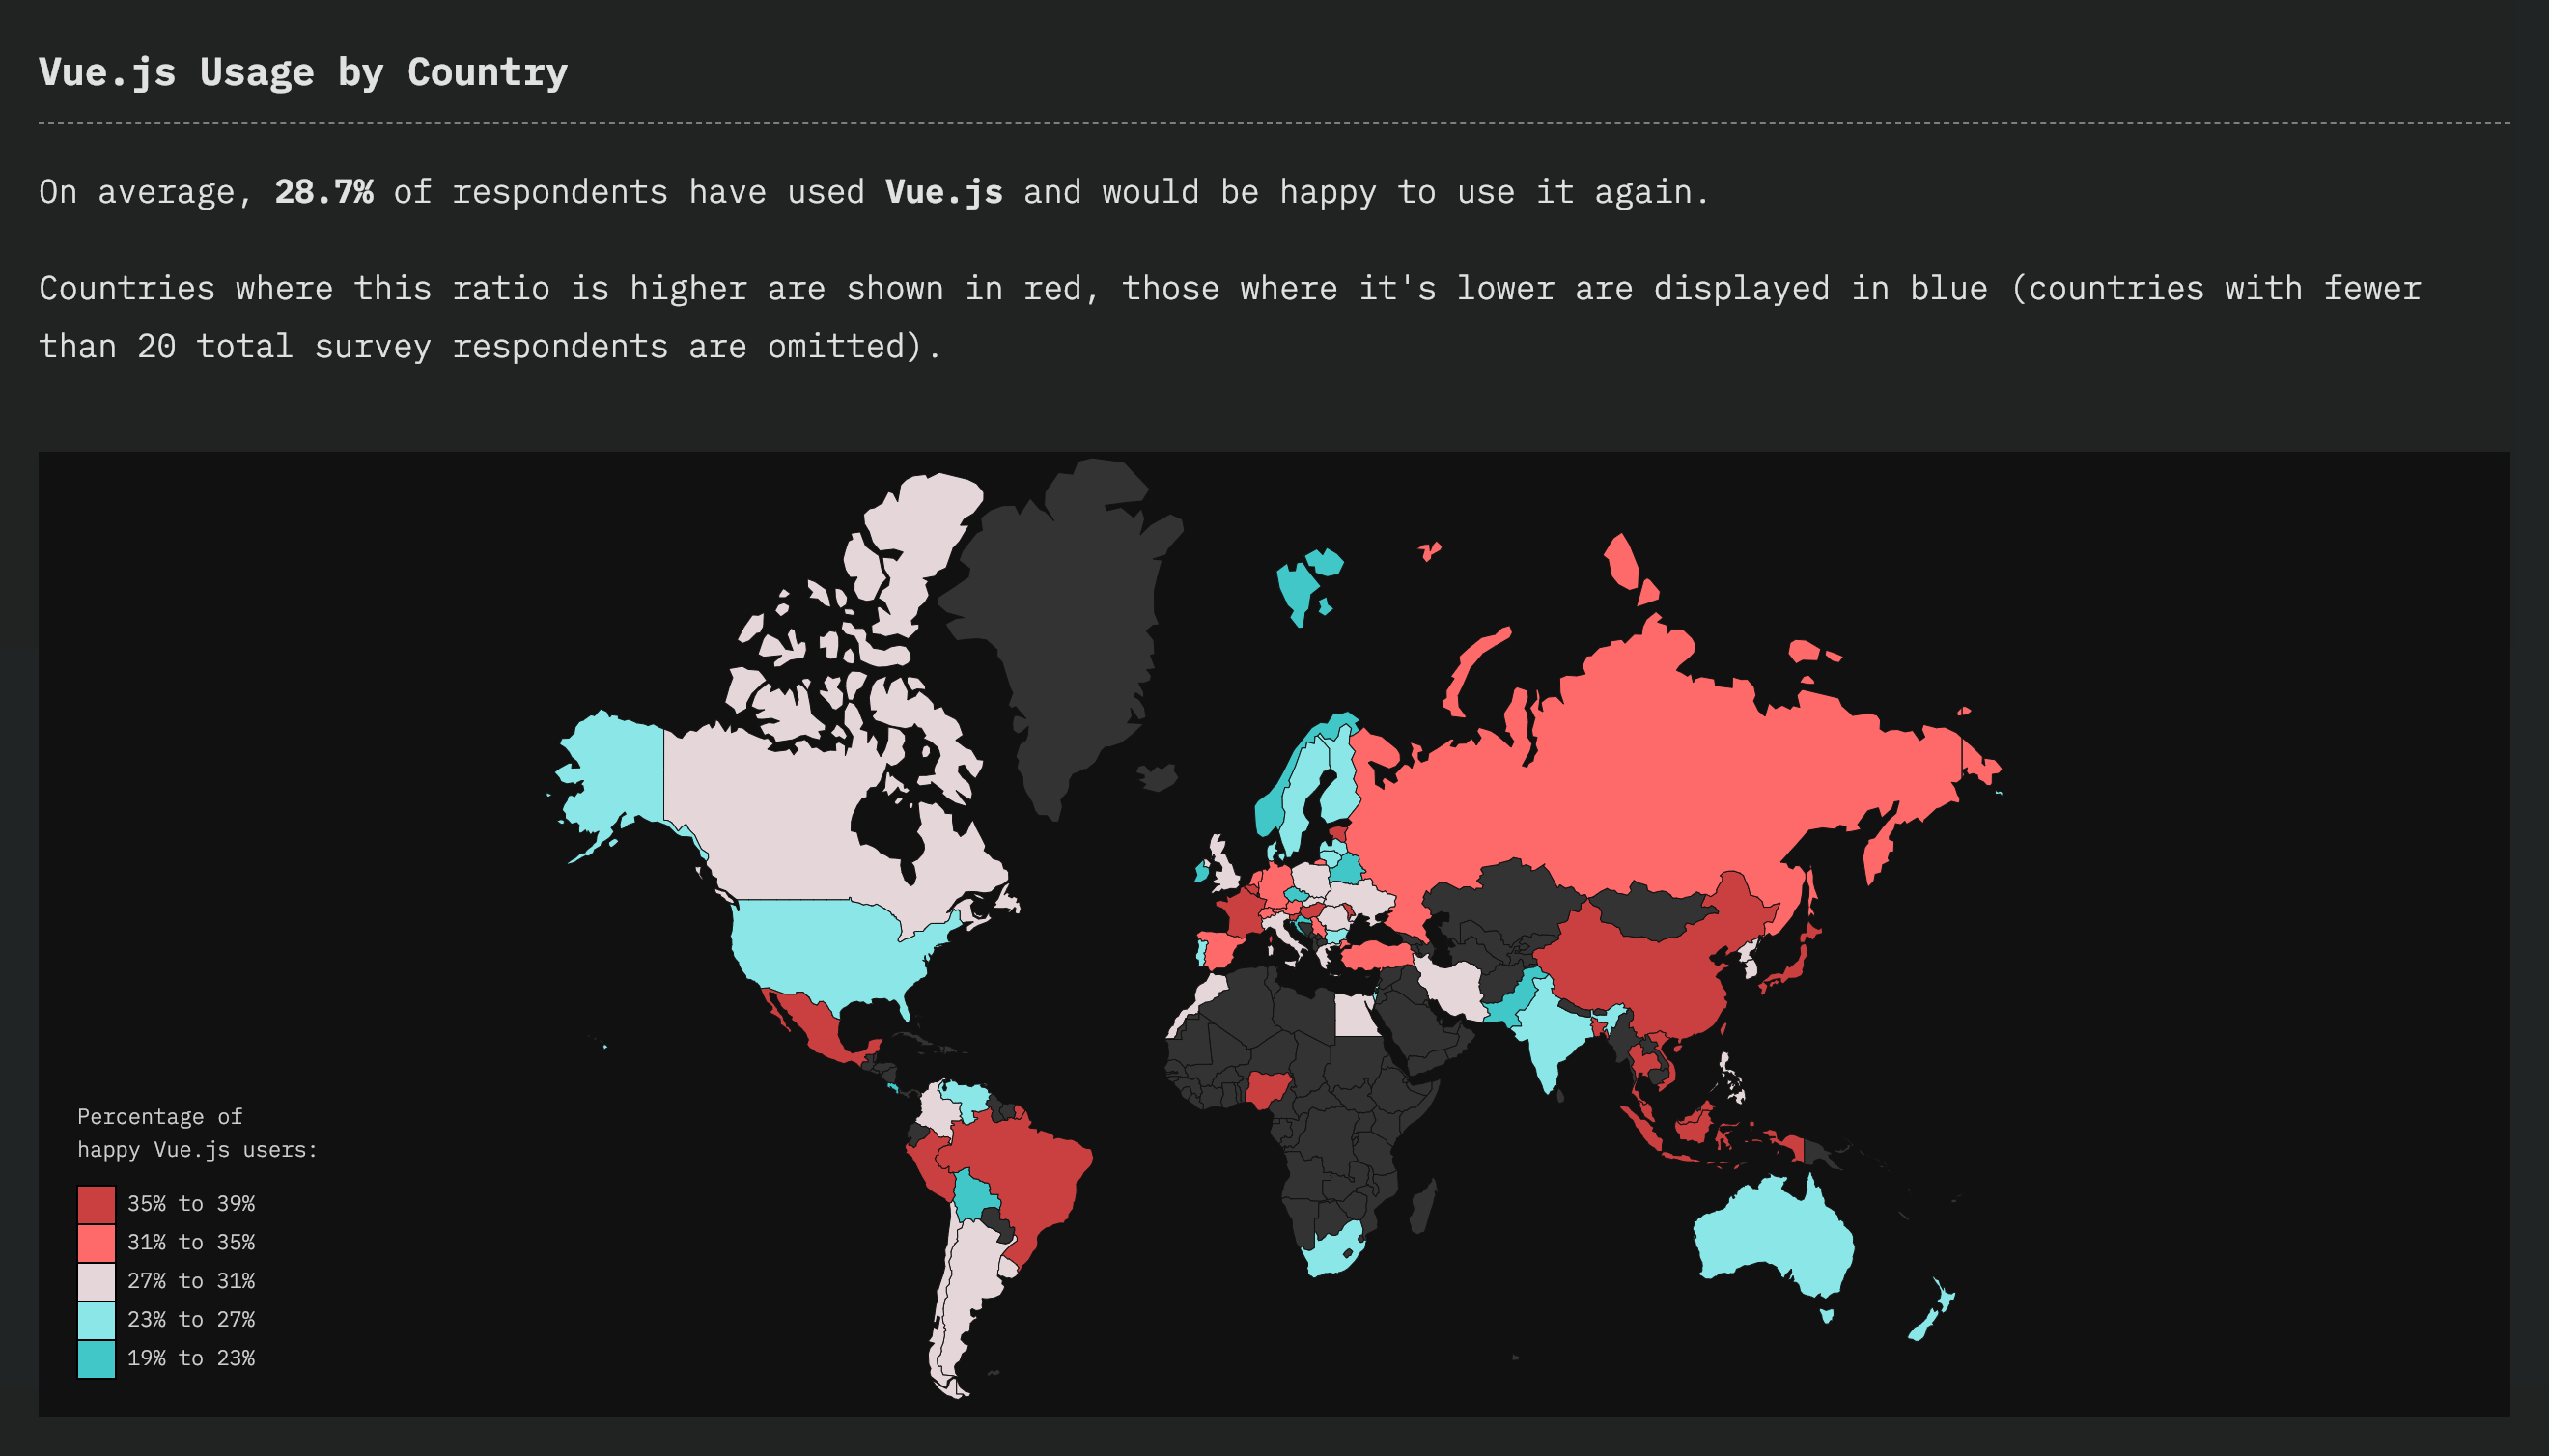 Vue.js Usage by Country
On average, 28.7% of respondents have used Vue.js and would be happy to use it again.
Countries where this ratio is higher are shown in red, those where it's lower are displayed in blue (countries with fewer
than 20 total survey respondents are omitted).
Percentage of
happy Vue.js users:
35% to 39%
31% to 35%
27% to 31%
23% to 27%
19% to 23%